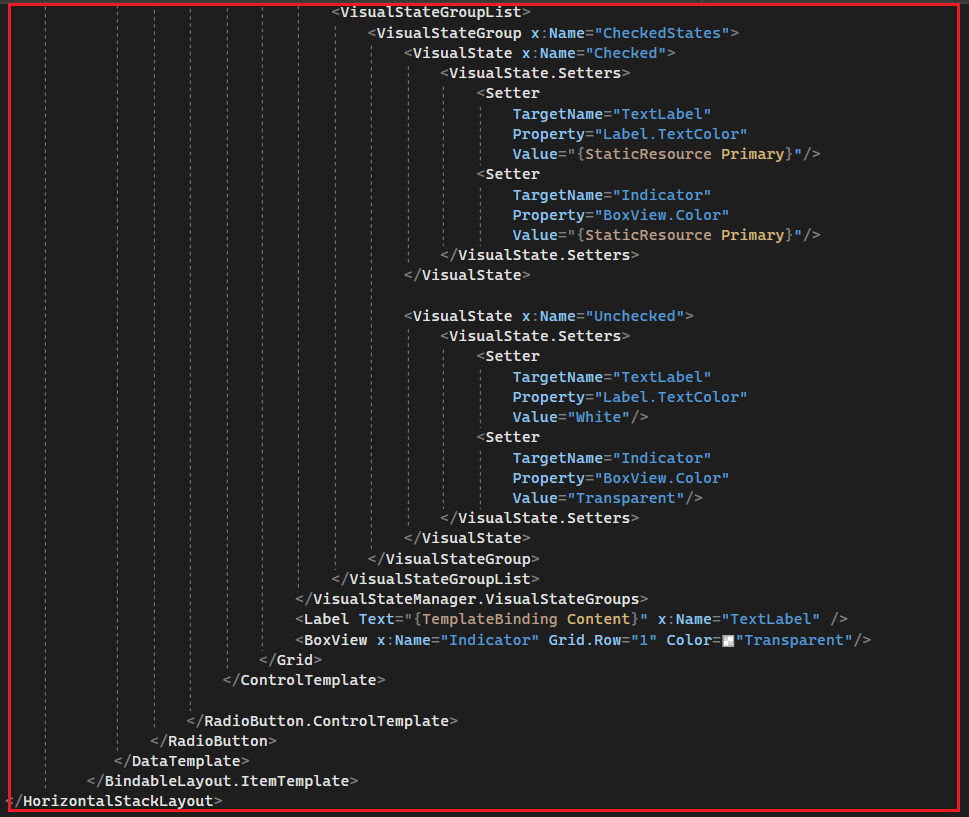 <VisualStateGroupList>
<VisualStateGroup x:Name="CheckedStates">
<VisualState x:Name="Checked">
<VisualState.Setters>
<Setter
TargetName="TextLabel"
Property="Label.TextColor"
Value="{StaticResource Primary}"/>
<Setter
TargetName="Indicator"
Property="BoxView.Color"
Value="{StaticResource Primary}"/>
</VisualState.Setters>
</VisualState>
<VisualState x:Name="Unchecked">
<VisualState.Setters>
<Setter
TargetName="TextLabel"
Property="Label.TextColor"
Value="White"/>
<Setter
TargetName="Indicator"
Property="BoxView.Color"
Value="Transparent"/>
</VisualState.Setters>
</VisualState>
</VisualStateGroup>
</VisualStateGroupList>
</VisualStateManager.VisualStateGroups>
<Label Text="{TemplateBinding Content}" x:Name="TextLabel" />
<BoxView x:Name="Indicator" Grid.Row="1" Color="Transparent"/>
</Grid>
</ControlTemplate>
</RadioButton.ControlTemplate>
</RadioButton>
</DataTemplate>
</BindableLayout.ItemTemplate>
</HorizontalStackLayout>